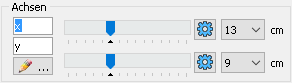 Achsen
x 13 cm
y
... 9 cm